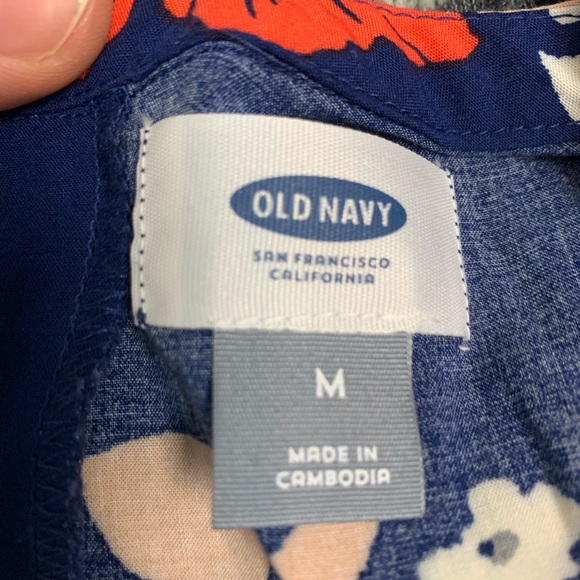 OLD NAVY
SAN FRANCISCO
CALIFORNIA
M
MADE IN
CAMBODIA